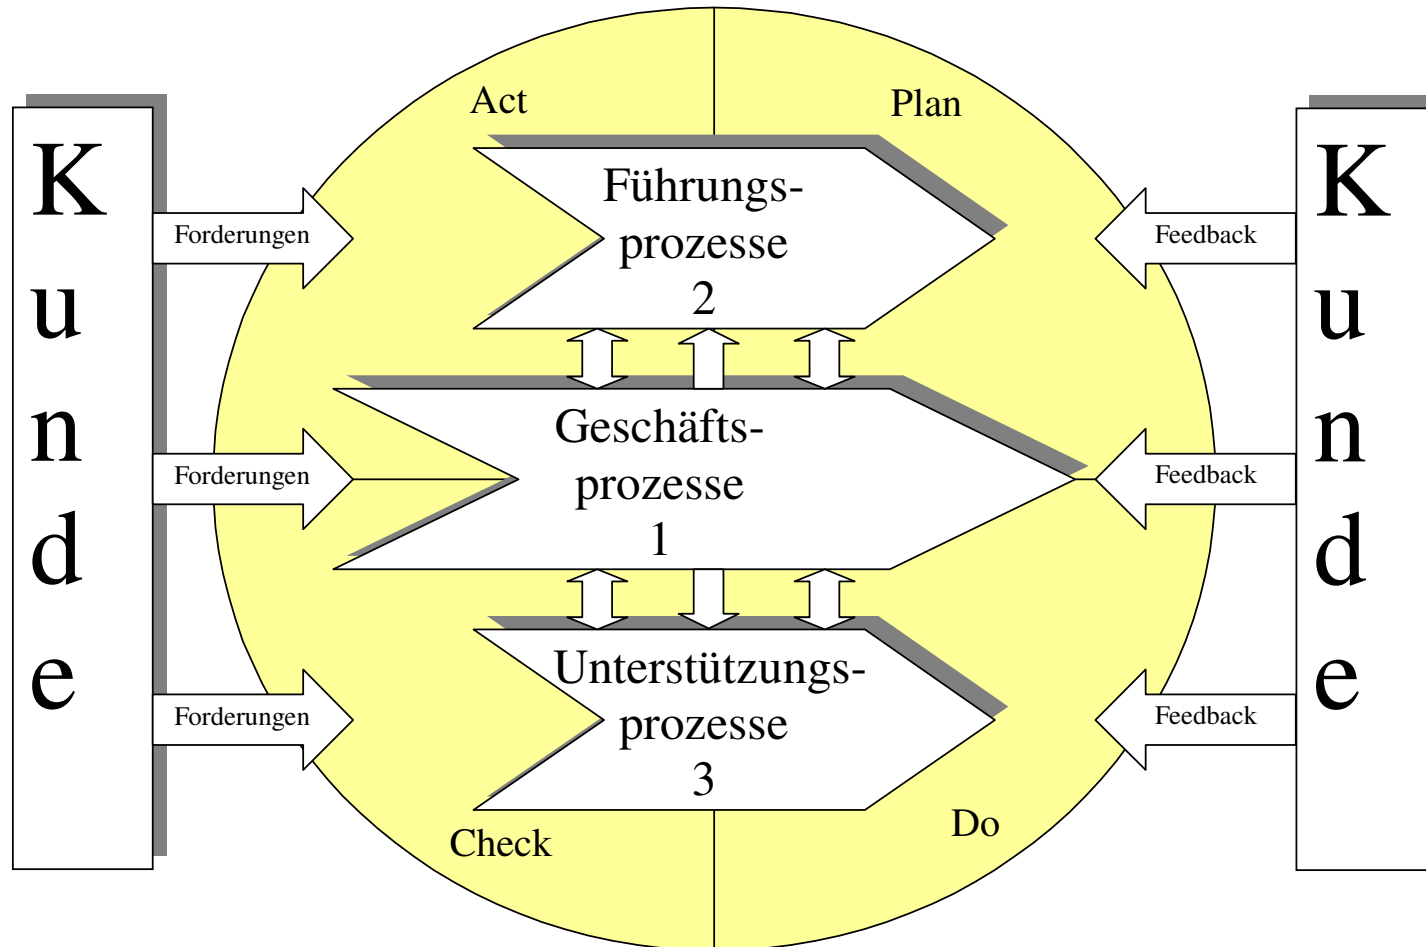 Act
Plan
K
u
n
d
e
Führungs-
prozesse
2
K
u
n
d
e
Forderungen
Feedback
Geschäfts-
prozesse
1
Forderungen
Feedback
Unterstützungs-
prozesse
3
Forderungen
Feedback
Check
Do